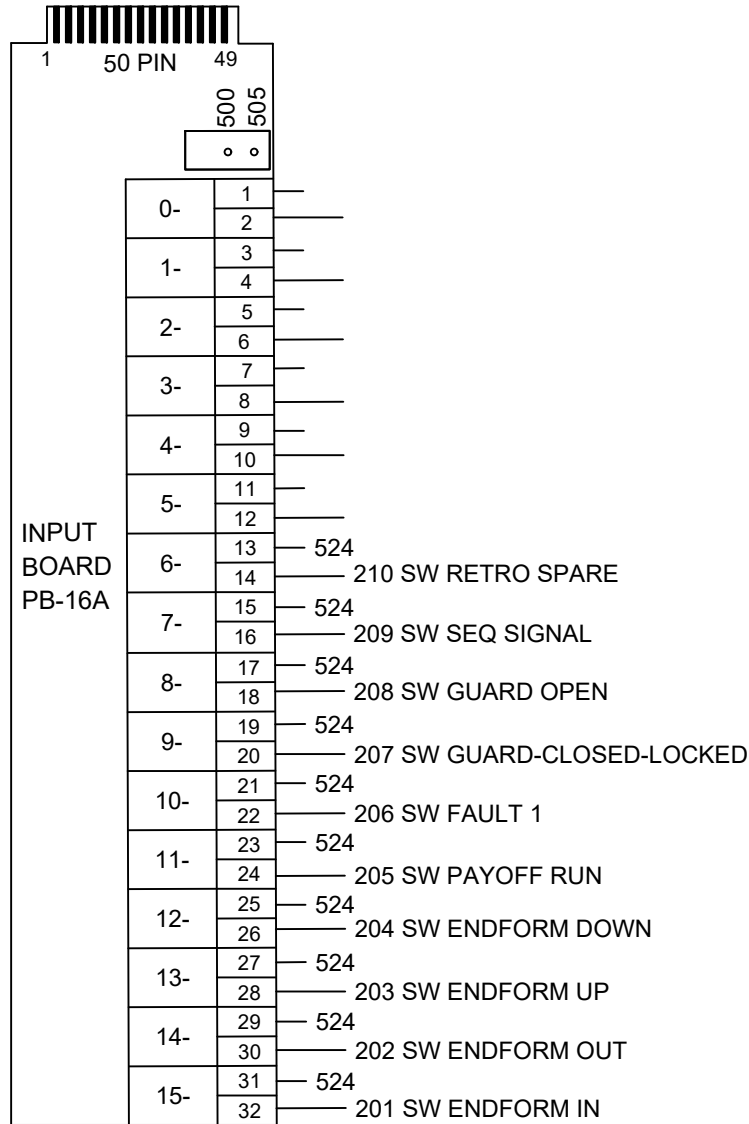 1 50 PIN 49
500
505
0- 1
2
1- 3
4
2- 5
6
3- 7
8
4- 9
10
5- 11
12
INPUT
BOARD
PB-16A
6- 13 524
14 210 SW RETRO SPARE
7- 15 524
16 209 SW SEQ SIGNAL
8- 17 524
18 208 SW GUARD OPEN
9- 19 524
20 207 SW GUARD-CLOSED-LOCKED
10- 21 524
22 206 SW FAULT 1
11- 23 524
24 205 SW PAYOFF RUN
12- 25 524
26 204 SW ENDFORM DOWN
13- 27 524
28 203 SW ENDFORM UP
14- 29 524
30 202 SW ENDFORM OUT
15- 31 524
32 201 SW ENDFORM IN